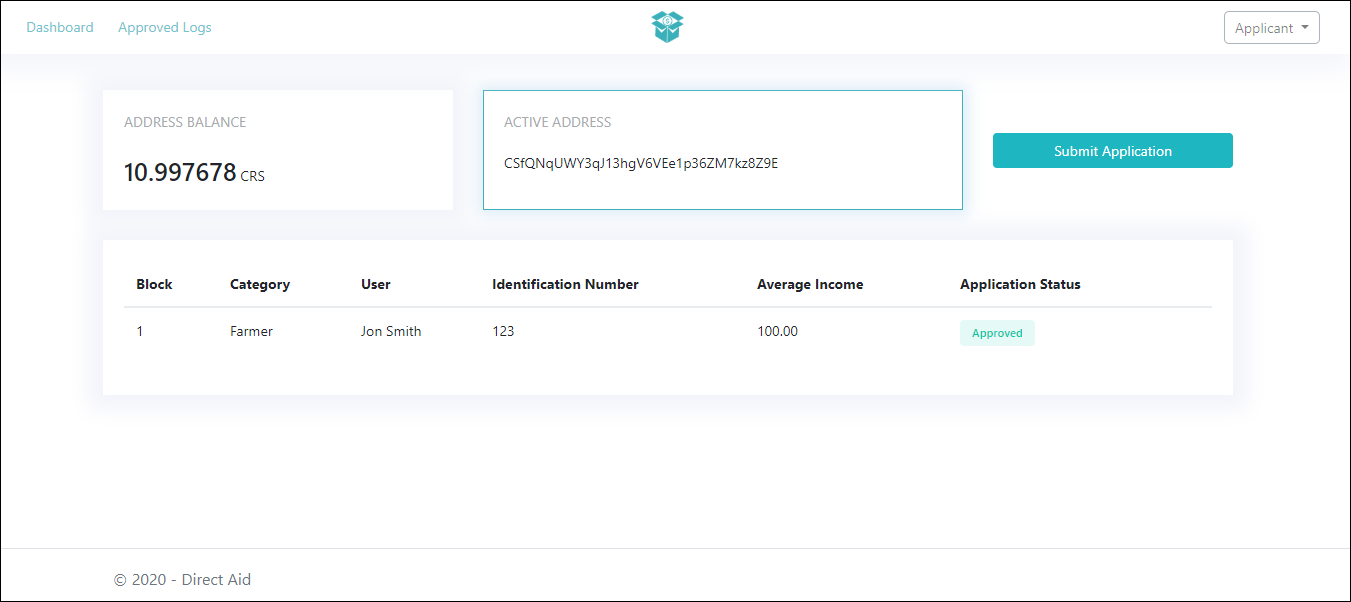 Dashboard Approved Logs Applicant
ADDRESS BALANCE
10.997678 CRS
ACTIVE ADDRESS
CSfQNqUWY3qJ13hgV6VEe1p36ZM7kz8Z9E
Submit Application
Block Category User Identification Number Average Income Application Status
1 Farmer Jon Smith 123 100.00 Approved
© 2020 - Direct Aid